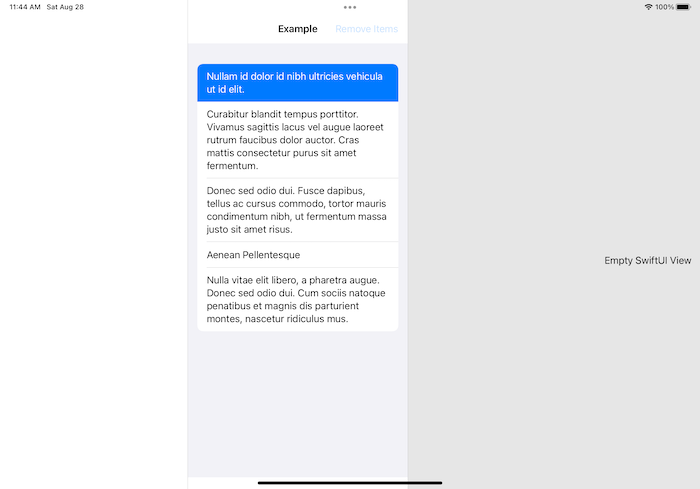 11:44 AM Sat Aug 28
100%
Example
Remove Items
Nullam id dolor id nibh ultricies vehicula
ut id elit.
Curabitur blandit tempus porttitor.
Vivamus sagittis lacus vel augue laoreet
rutrum faucibus dolor auctor. Cras
mattis consectetur purus sit amet
fermentum.
Donec sed odio dui. Fusce dapibus,
tellus ac cursus commodo, tortor mauris
condimentum nibh, ut fermentum massa
justo sit amet risus.
Aenean Pellentesque
Nulla vitae elit libero, a pharetra augue.
Donec sed odio dui. Cum sociis natoque
penatibus et magnis dis parturient
montes, nascetur ridiculus mus.
Empty SwiftUI View